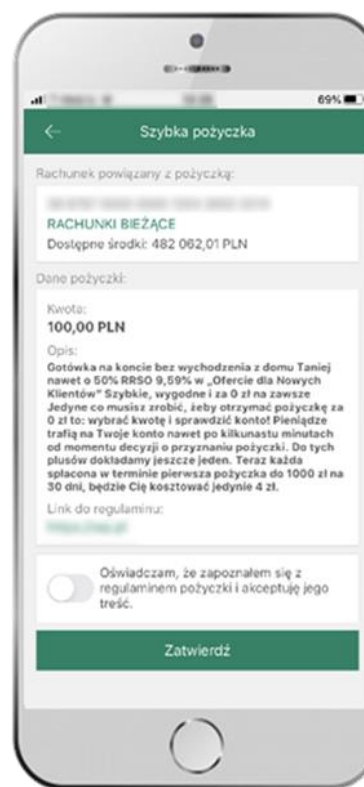 69%
Szybka pożyczka
Rachunek powiązany z pożyczką:
RACHUNKI BIEŻĄCE
Dostępne środki: 482 062,01 PLN
Dane pożyczki:
Kwota:
100,00 PLN
Opis:
Gotówka na koncie bez wychodzenia z domu Taniej
nawet o 50% RRSO 9,59% w „Ofercie dla Nowych
Klientów” Szybkie, wygodne i za 0 zł na zawsze
Jedyne co musisz zrobić, żeby otrzymać pożyczkę za
0 zł to: wybrać kwotę i sprawdzić konto! Pieniądze
trafią na Twoje konto nawet po kilkunastu minutach
od momentu decyzji o przyznaniu pożyczki. Do tych
plusów dokładamy jeszcze jeden. Teraz każda
spłacona w terminie pierwsza pożyczka do 1000 zł na
30 dni, będzie Cię kosztować jedynie 4 zł.
Link do regulaminu:
Oświadczam, że zapoznałem się z
regulaminem pożyczki i akceptuję jego
treść.
Zatwierdź